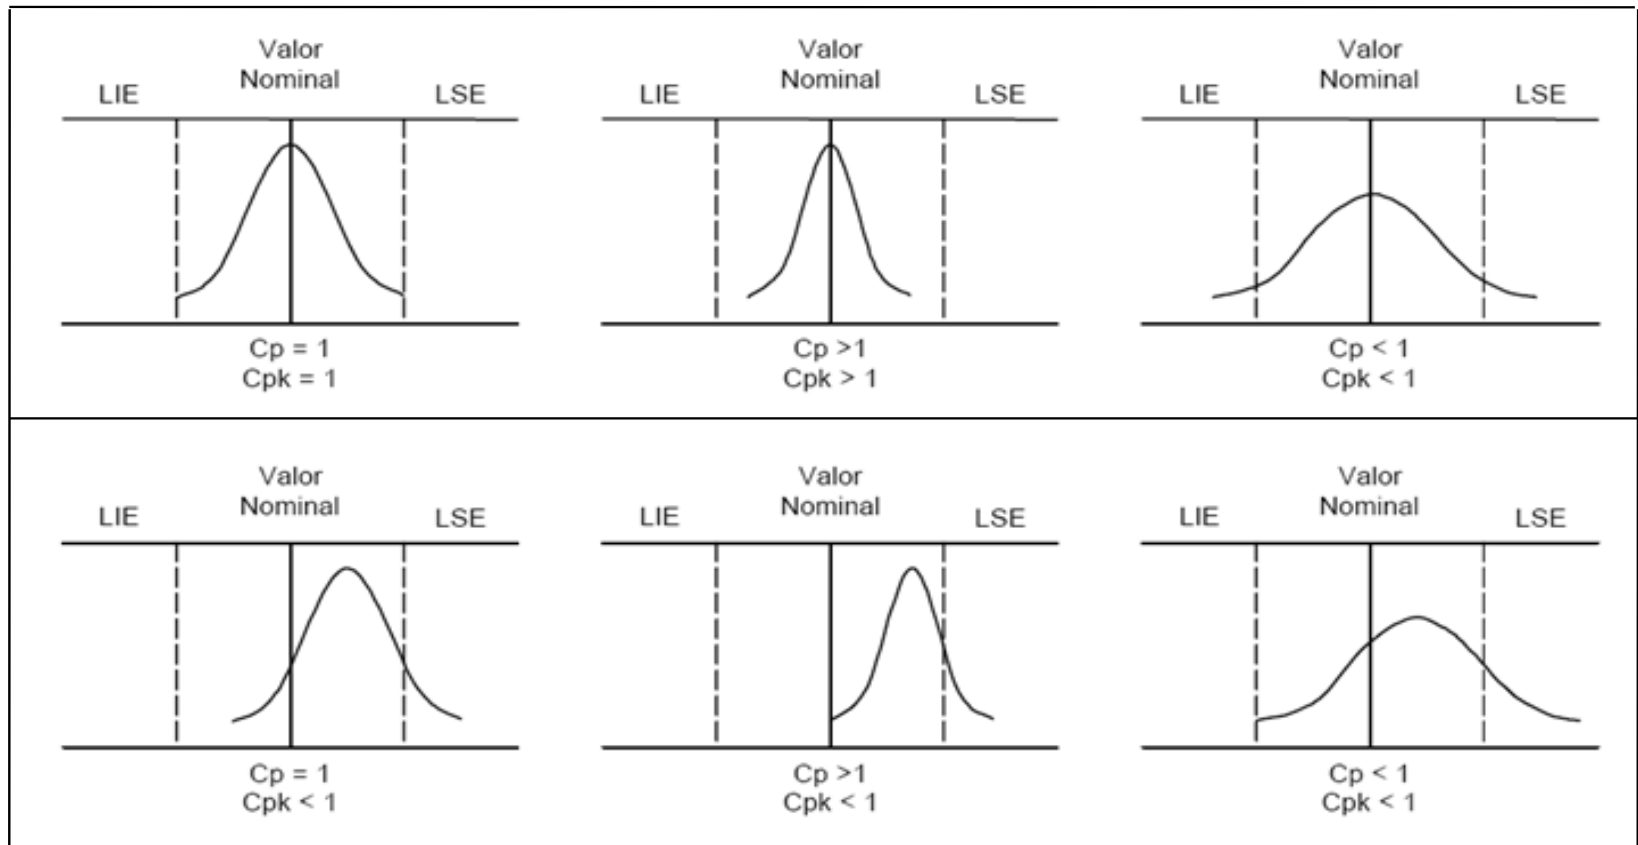 Valor
Nominal
LIE
LSE
Cp = 1
Cpk = 1
Valor
Nominal
LIE
LSE
Cp >1
Cpk > 1
Valor
Nominal
LIE
LSE
Cp < 1
Cpk < 1
Valor
Nominal
LIE
LSE
Cp = 1
Cpk < 1
Valor
Nominal
LIE
LSE
Cp >1
Cpk < 1
Valor
Nominal
LIE
LSE
Cp < 1
Cpk < 1